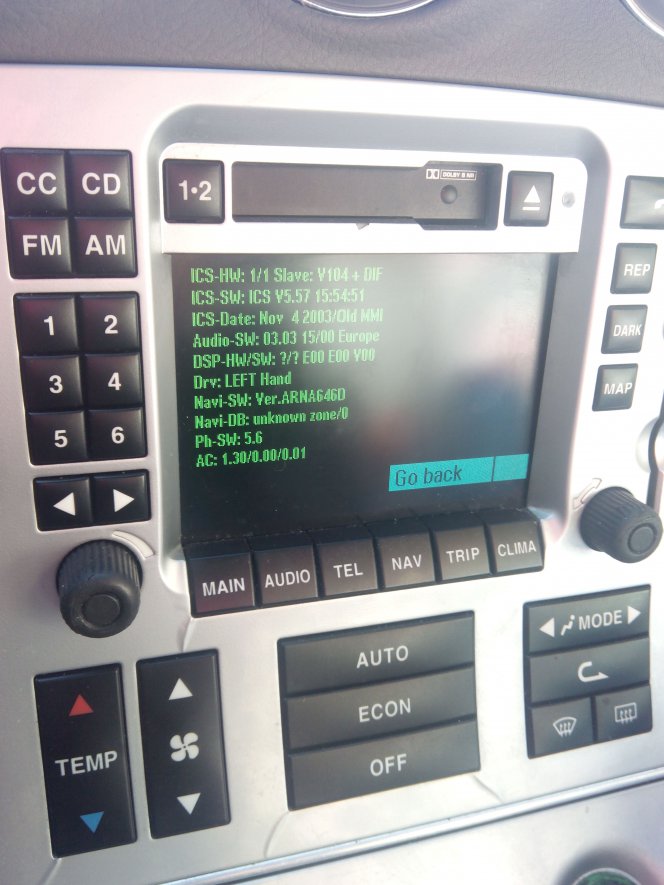 CC CD
1•2
DOLBY B NR
FM AM
REP
ICS-HW: 1/1 Slave: V104 + DIF
ICS-SW: ICS V5.57 15:54:51
ICS-Date: Nov 4 2003/Old MMI
Audio-SW: 03.03 15/00 Europe
DSP-HW/SW: ?/? E00 E00 V00
Drv: LEFT Hand
Navi-SW: Ver.ARNA646D
Navi-DB: unknown zone/0
Ph-SW: 5.6
AC: 1.30/0.00/0.01
Go back
1 2
3 4
5 6
DARK
MAP
MAIN AUDIO TEL NAV TRIP CLIMA
MODE
AUTO
ECON
OFF
TEMP